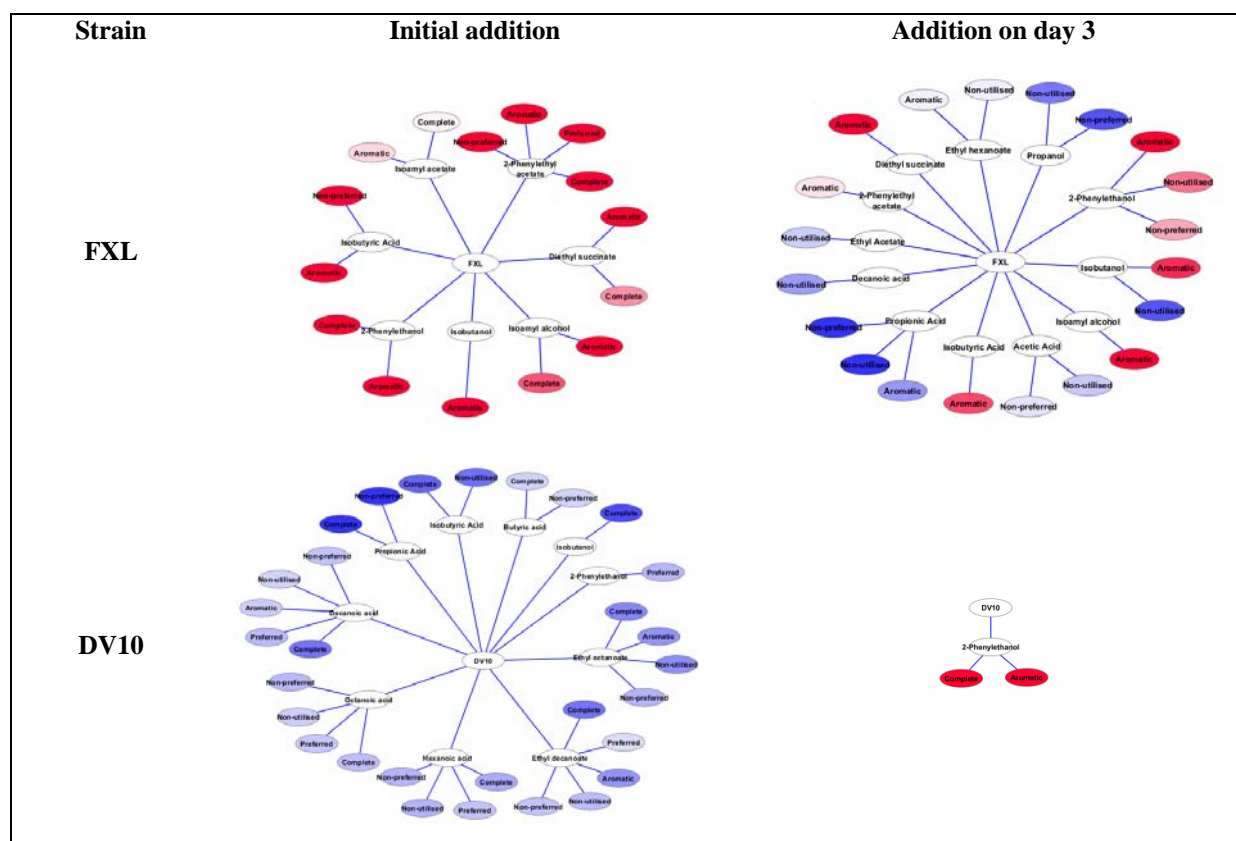 Strain Initial addition Addition on day 3
FXL
Complete
Aromatic
Isoamyl acetate
Aromatic
Non-preferred
Preferred
2-Phenylethyl
acetate
Complete
Non-preferred
Isobutyric Acid
Aromatic
Aromatic
Diethyl succinate
Complete
FXL
Complete
2-Phenylethanol
Aromatic
Isobutanol
Aromatic
Isoamyl alcohol
Aromatic
Complete
Aromatic
Non-utilised
Ethyl hexanoate
Non-utilised
Non-preferred
Propanol
Aromatic
Diethyl succinate
Aromatic
2-Phenylethyl
acetate
Aromatic
Non-utilised
2-Phenylethanol
Non-preferred
Non-utilised
Ethyl Acetate
Non-utilised
Decanoic acid
FXL
Isobutanol
Aromatic
Non-utilised
Non-preferred
Propionic Acid
Non-utilised
Aromatic
Isobutyric Acid
Aromatic
Acetic Acid
Non-preferred
Non-utilised
Isoamyl alcohol
Aromatic
DV10
Non-preferred
Complete
Propionic Acid
Complete
Non-utilised
Isobutyric Acid
Complete
Non-preferred
Butyric acid
Complete
Isobutanol
2-Phenylethanol
Preferred
Non-preferred
Non-utilised
Aromatic
Decanoic acid
Preferred
Complete
DV10
Complete
Aromatic
Ethyl octanoate
Non-utilised
Non-preferred
Non-preferred
Octanoic acid
Non-utilised
Preferred
Complete
Hexanoic acid
Non-preferred
Complete
Non-utilised
Preferred
Complete
Preferred
Ethyl decanoate
Aromatic
Non-preferred
Non-utilised
DV10
2-Phenylethanol
Complete
Aromatic